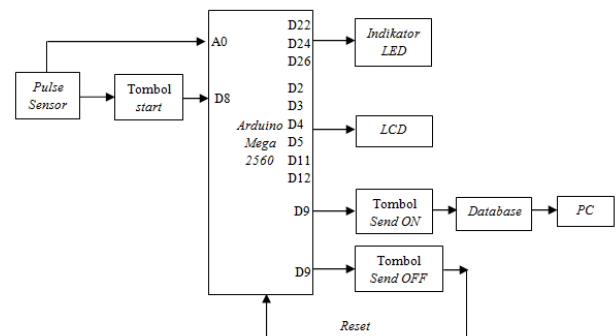 D22
A0
D24
D26
Indikator
LED
Pulse
Sensor
Tombol
start
D8
Arduino
Mega
2560
D2
D3
D4
D5
D11
D12
LCD
D9
Tombol
Send ON
Database
PC
D9
Tombol
Send OFF
Reset